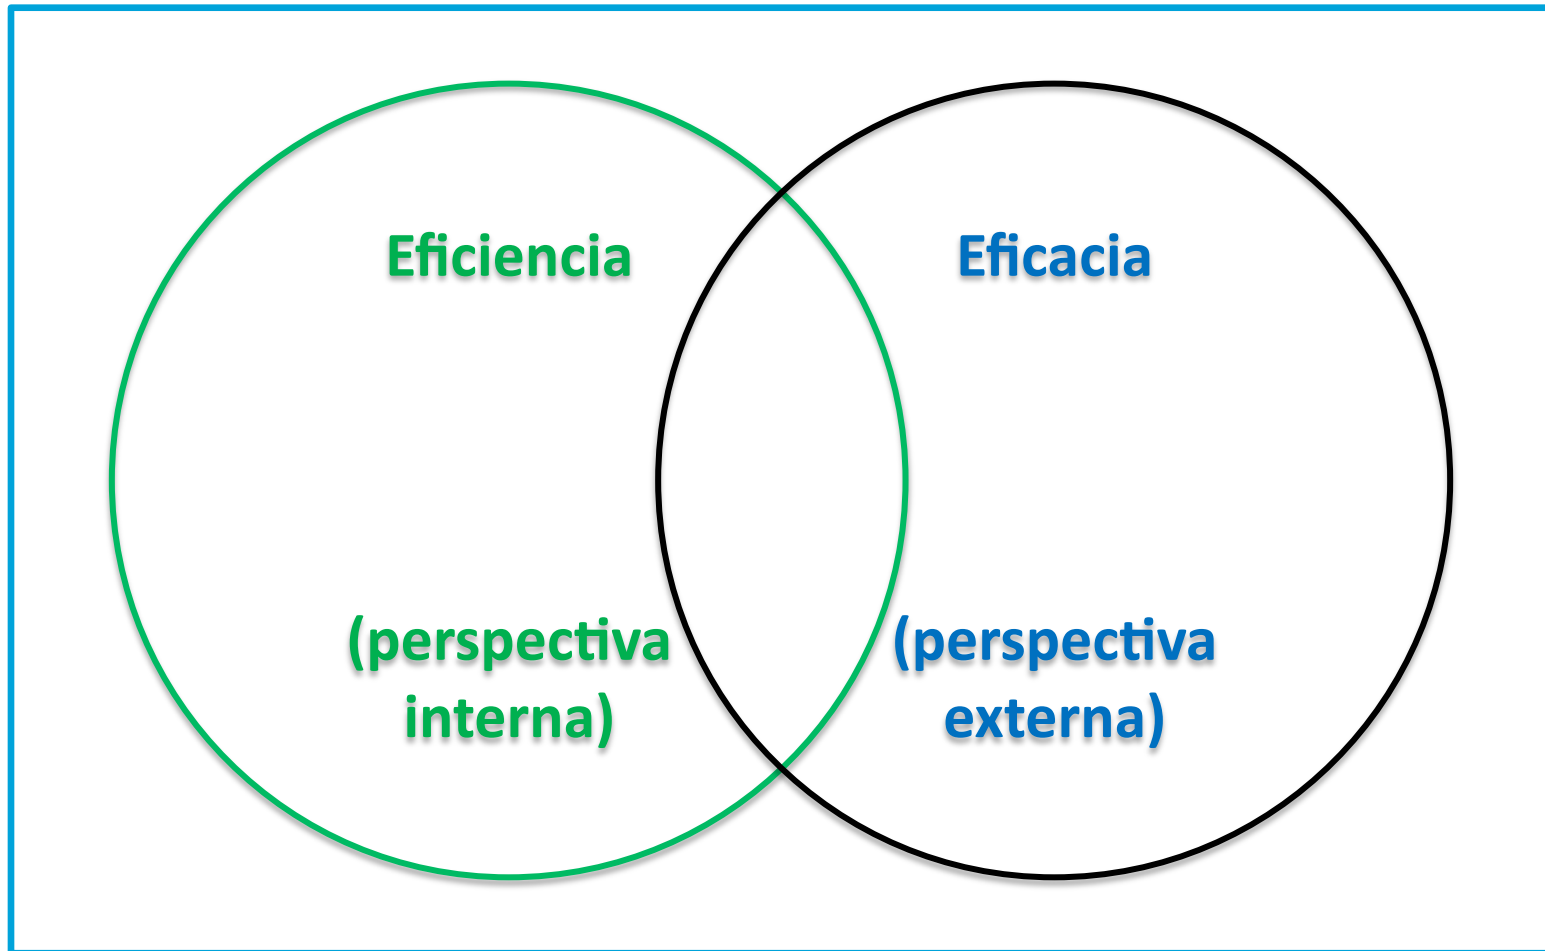 Eficiencia
Eficacia
(perspectiva
interna)
(perspectiva
externa)